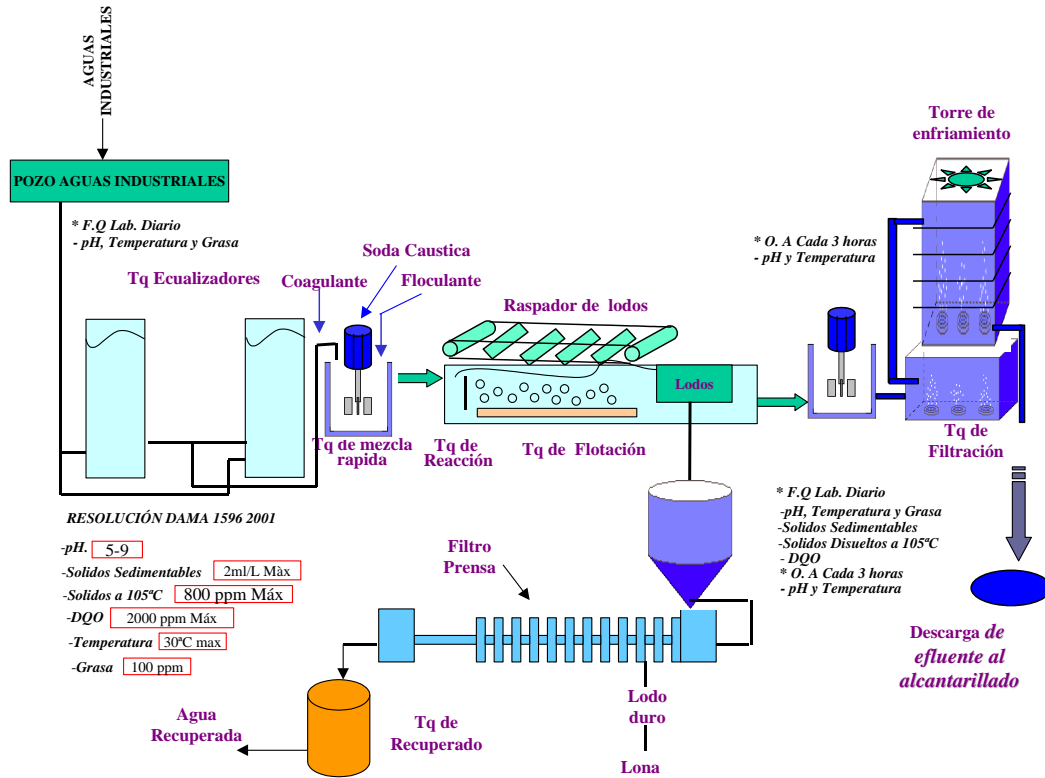 AGUAS
INDUSTRIALES
POZO AGUAS INDUSTRIALES
* F.Q Lab. Diario
- pH, Temperatura y Grasa
Tq Ecualizadores
Coagulante
Soda Caustica
Floculante
Raspador de lodos
Torre de
enfriamiento
* O. A Cada 3 horas
- pH y Temperatura
Lodos
Tq de mezcla
rapida
Tq de
Reacción
Tq de Flotación
Tq de
Filtración
RESOLUCIÓN DAMA 1596 2001
-pH. 5-9
-Solidos Sedimentables 2ml/L Màx
-Solidos a 105ºC 800 ppm Máx
-DQO 2000 ppm Máx
-Temperatura 30ªC max
-Grasa 100 ppm
* F.Q Lab. Diario
-pH, Temperatura y Grasa
-Solidos Sedimentables
-Solidos Disueltos a 105ºC
- DQO
* O. A Cada 3 horas
- pH y Temperatura
Filtro
Prensa
Descarga de
efluente al
alcantarillado
Lodo
duro
Lona
Tq de
Recuperado
Agua
Recuperada